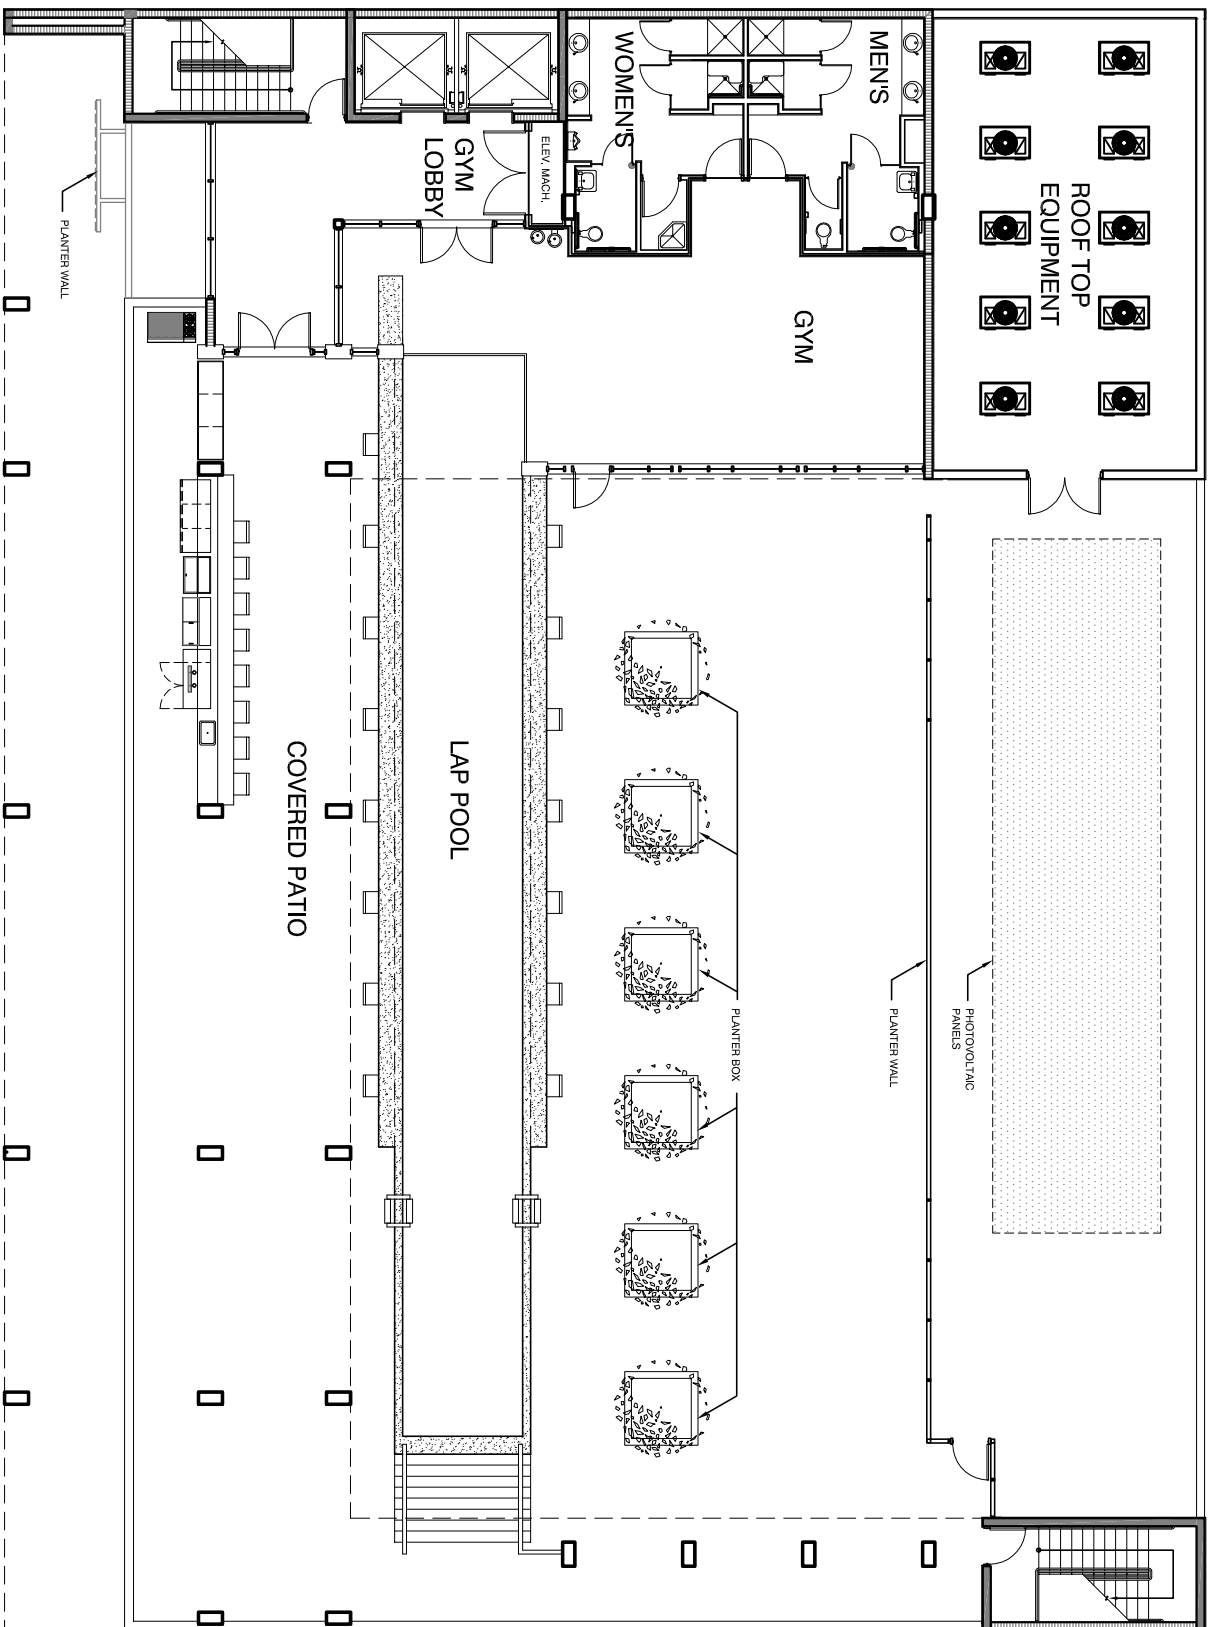 WOMEN'S
MEN'S
ELEV. MACH.
GYM
LOBBY
ROOF TOP
EQUIPMENT
PLANTER WALL
GYM
COVERED PATIO
LAP POOL
PLANTER BOX
PLANTER WALL
PHOTOVOLTAIC
PANELS